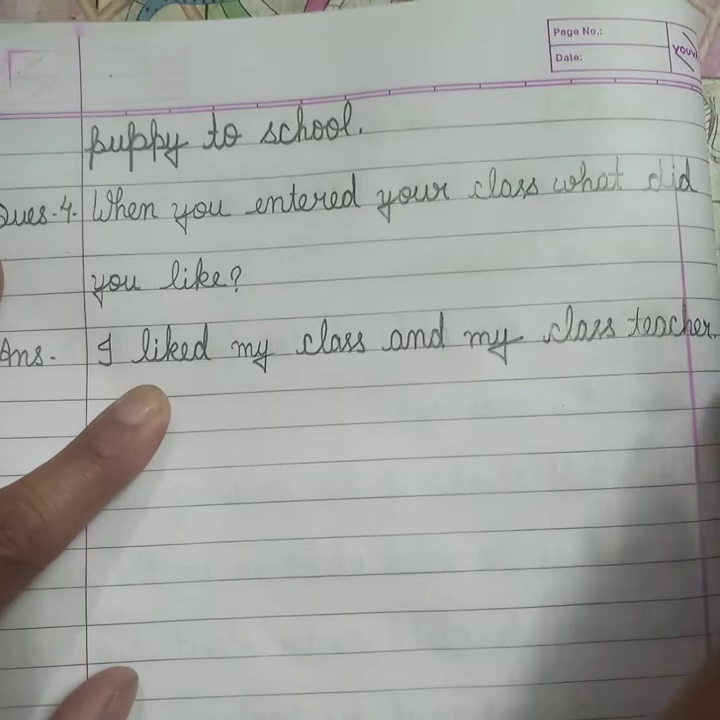 Page No.:
Date:
puppy to school.
Ques.4. When you entered your class what did
you like?
Ans. I liked my class and my class teacher.